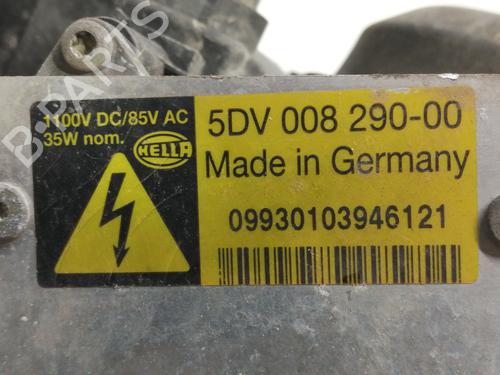 1100V DC/85V AC
35W nom.
HELLA
5DV 008 290-00
Made in Germany
09930103946121
B-PARTS